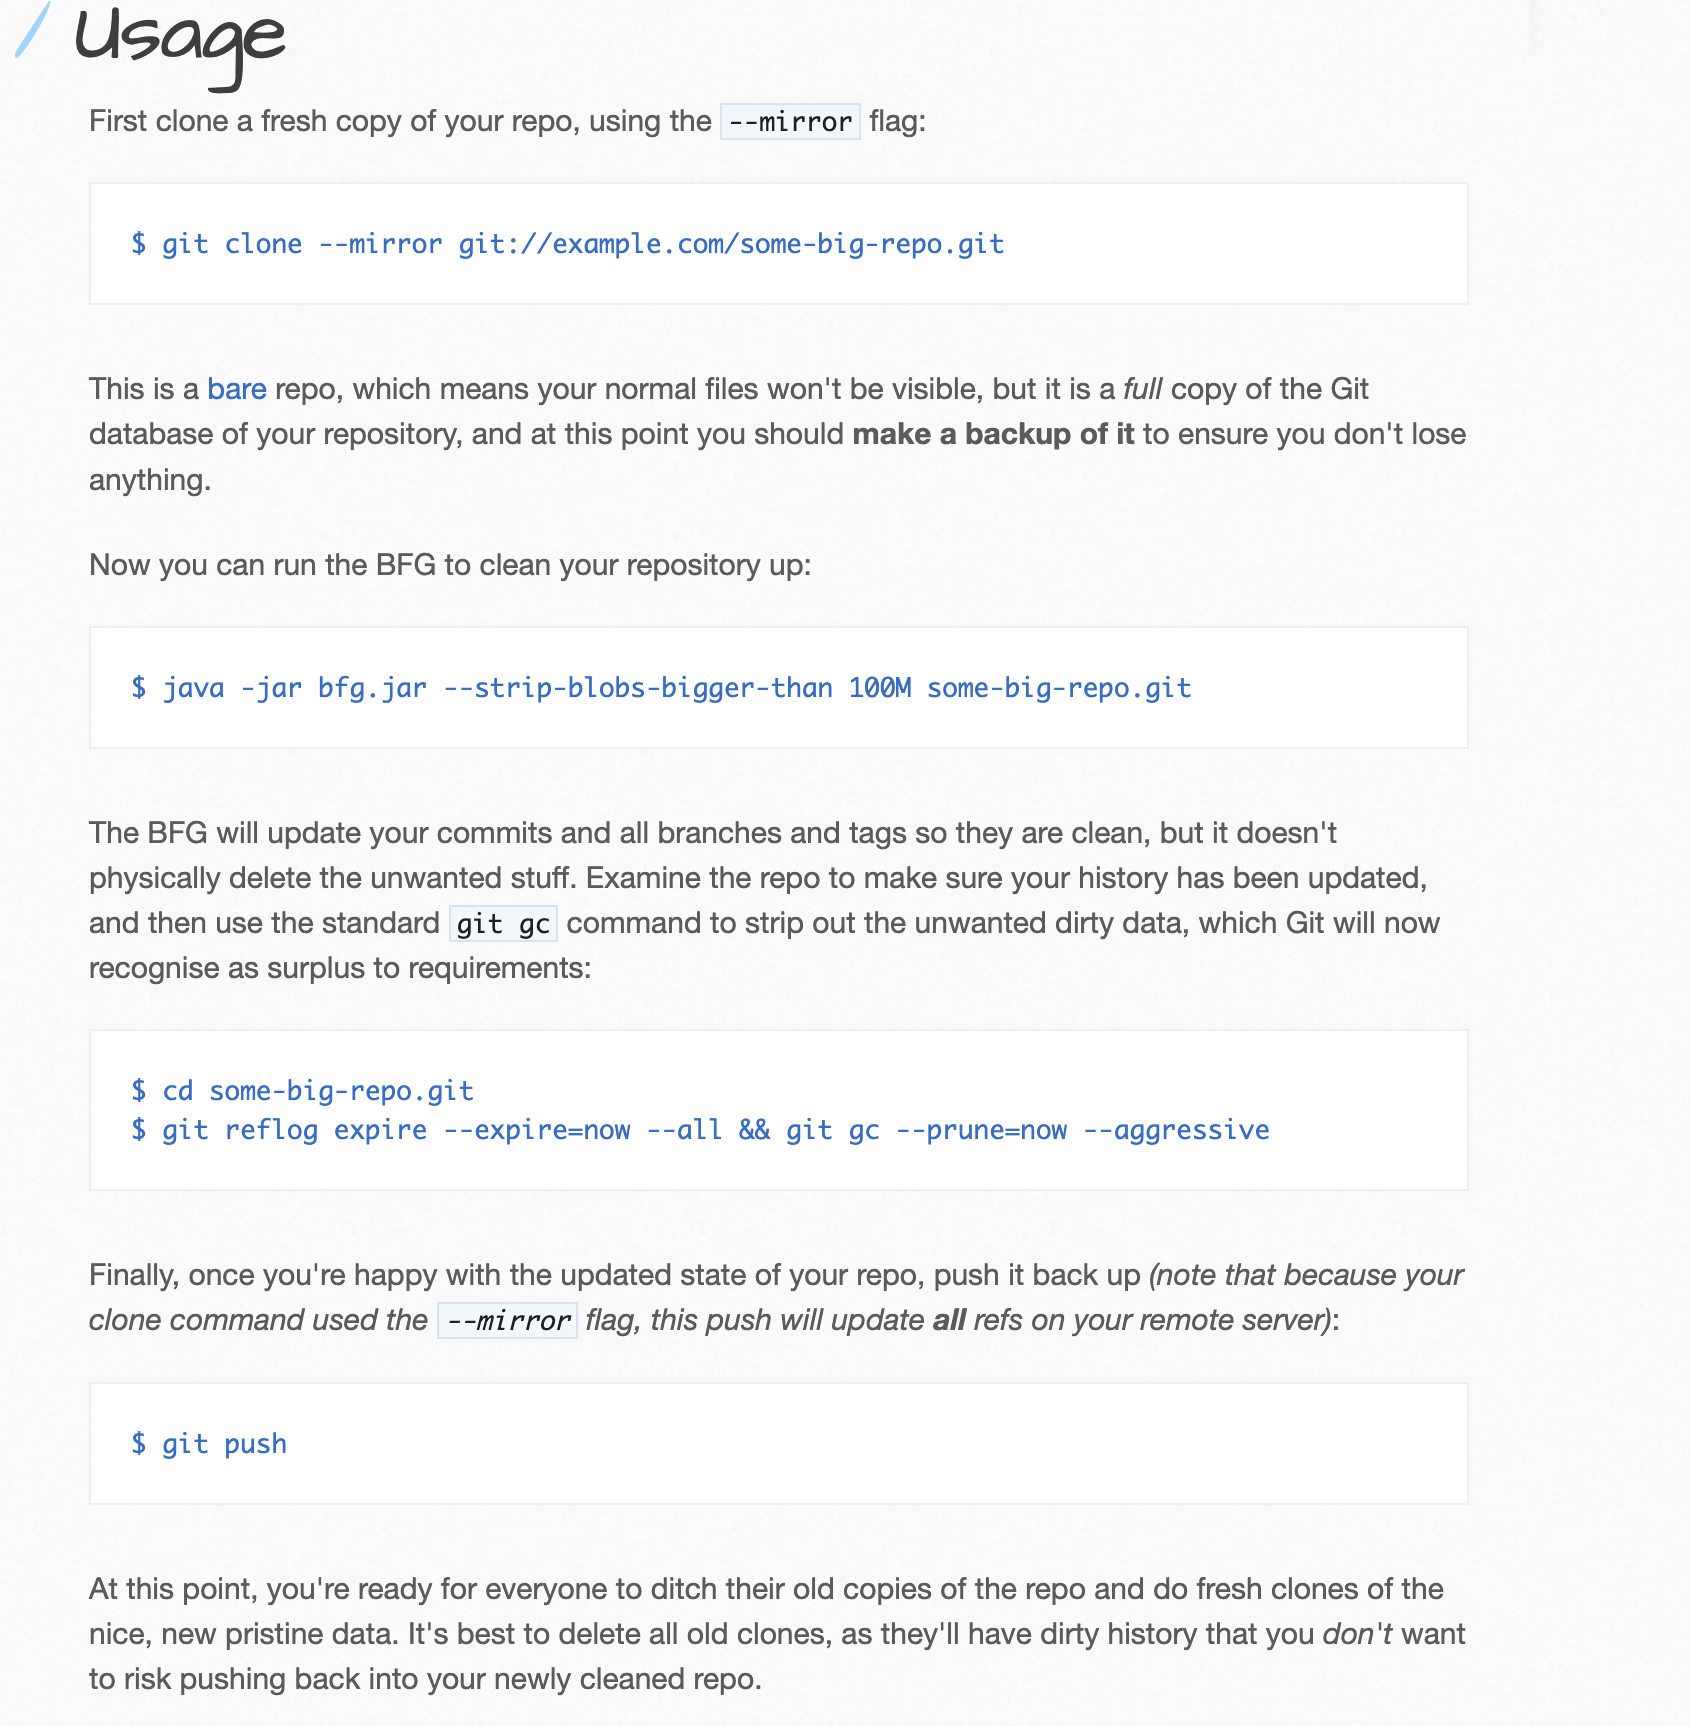 Usage
First clone a fresh copy of your repo, using the --mirror flag:
$ git clone --mirror git://example.com/some-big-repo.git
This is a bare repo, which means your normal files won't be visible, but it is a full copy of the Git
database of your repository, and at this point you should make a backup of it to ensure you don't lose
anything.
Now you can run the BFG to clean your repository up:
$ java -jar bfg.jar --strip-blobs-bigger-than 100M some-big-repo.git
The BFG will update your commits and all branches and tags so they are clean, but it doesn't
physically delete the unwanted stuff. Examine the repo to make sure your history has been updated,
and then use the standard git gc command to strip out the unwanted dirty data, which Git will now
recognise as surplus to requirements:
$ cd some-big-repo.git
$ git reflog expire --expire=now --all && git gc --prune=now --aggressive
Finally, once you're happy with the updated state of your repo, push it back up (note that because your
clone command used the --mirror flag, this push will update all refs on your remote server):
$ git push
At this point, you're ready for everyone to ditch their old copies of the repo and do fresh clones of the
nice, new pristine data. It's best to delete all old clones, as they'll have dirty history that you don't want
to risk pushing back into your newly cleaned repo.